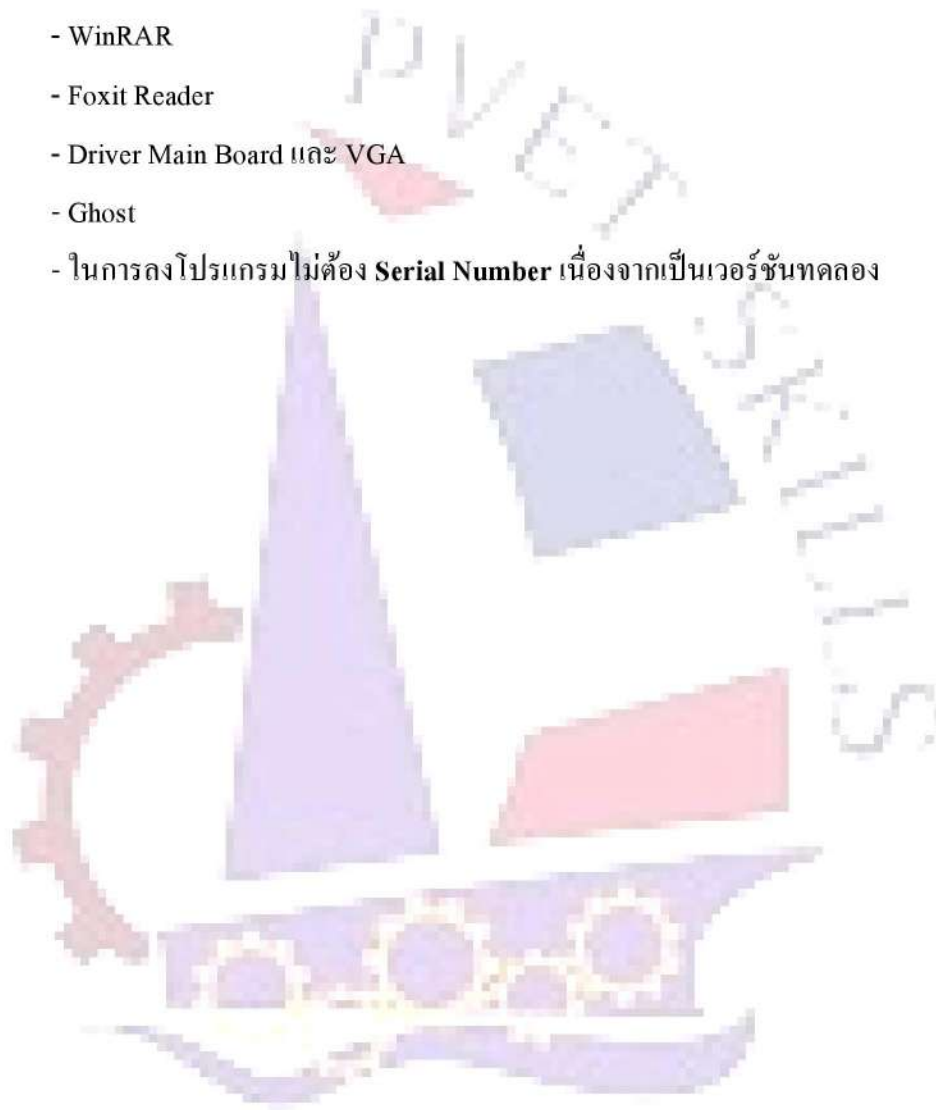 - WinRAR
- Foxit Reader
- Driver Main Board และ VGA
- Ghost
- ในการลงโปรแกรมไม่ต้อง Serial Number เนื่องจากเป็นเวอร์ชันทดลอง
PVET SKILLS